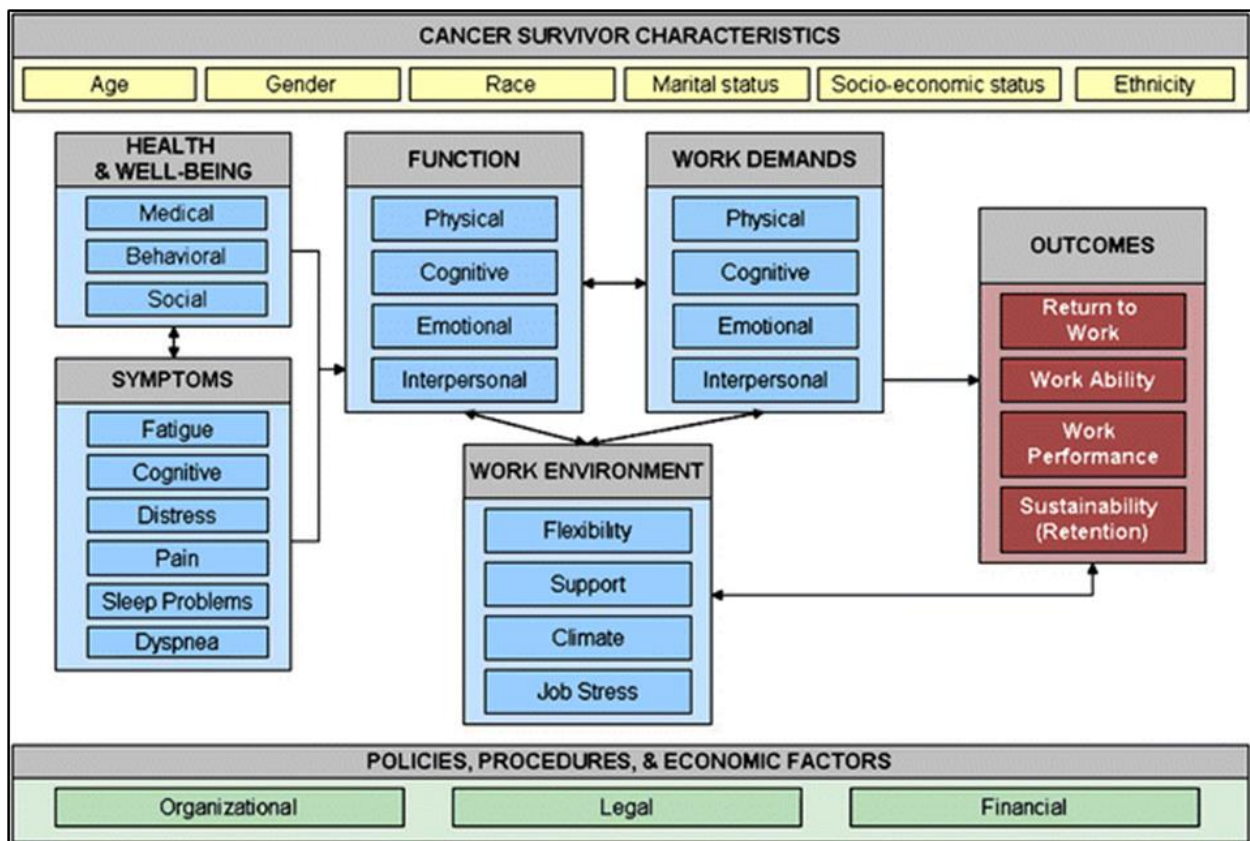 CANCER SURVIVOR CHARACTERISTICS
Age
Gender
Race
Marital status
Socio-economic status
Ethnicity
HEALTH
& WELL-BEING
Medical
Behavioral
Social
SYMPTOMS
Fatigue
Cognitive
Distress
Pain
Sleep Problems
Dyspnea
FUNCTION
Physical
Cognitive
Emotional
Interpersonal
WORK DEMANDS
Physical
Cognitive
Emotional
Interpersonal
WORK ENVIRONMENT
Flexibility
Support
Climate
Job Stress
OUTCOMES
Return to
Work
Work Ability
Work
Performance
Sustainability
(Retention)
POLICIES, PROCEDURES, & ECONOMIC FACTORS
Organizational
Legal
Financial